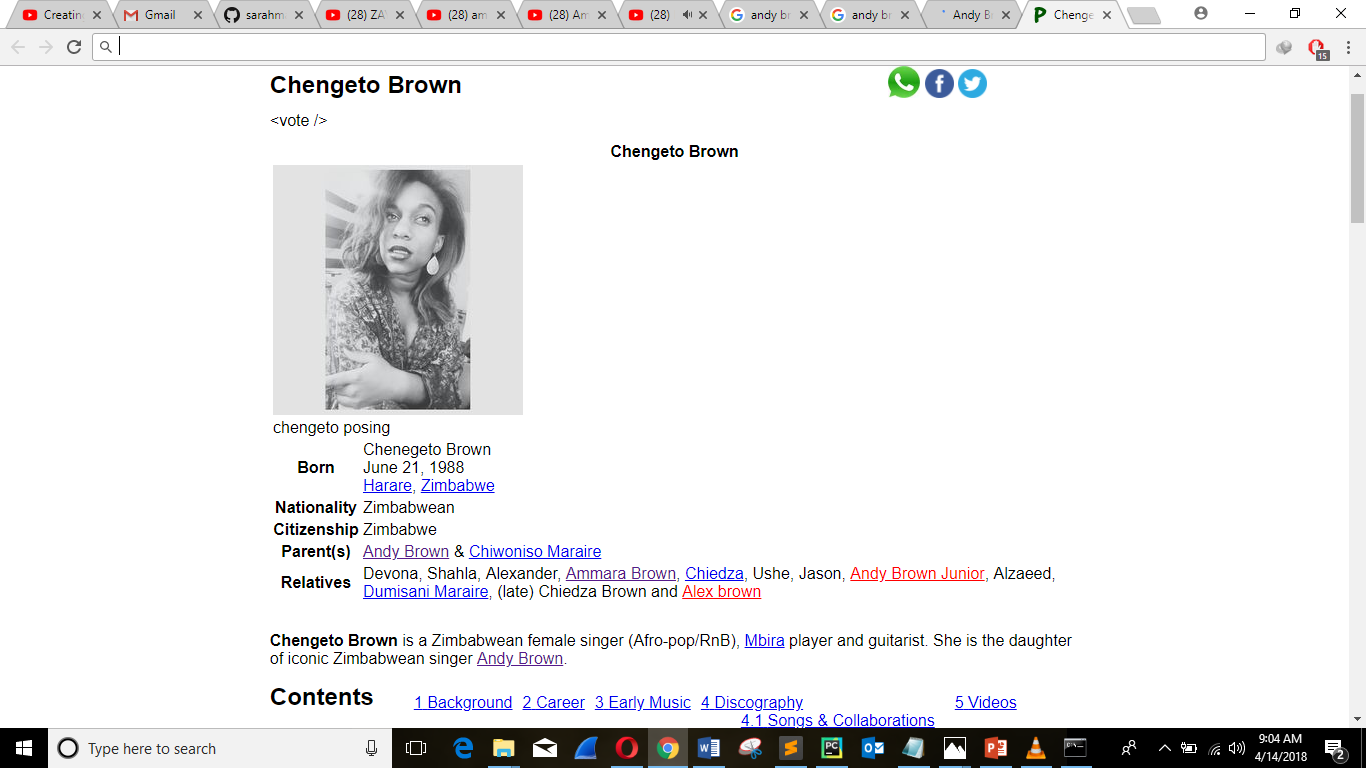 Creatin
Gmail
sarahm
(28) ZA
(28) am
(28) Am
(28)
andy br
andy br
Andy B
Chenge
15
Chengeto Brown
<vote />
Chengeto Brown
chengeto posing
Born
Chenegeto Brown
June 21, 1988
Harare, Zimbabwe
Nationality Zimbabwean
Citizenship Zimbabwe
Parent(s) Andy Brown & Chiwoniso Maraire
Relatives
Devona, Shahla, Alexander, Ammara Brown, Chiedza, Ushe, Jason, Andy Brown Junior, Alzaeed,
Dumisani Maraire, (late) Chiedza Brown and Alex brown
Chengeto Brown is a Zimbabwean female singer (Afro-pop/RnB), Mbira player and guitarist. She is the daughter
of iconic Zimbabwean singer Andy Brown.
Contents 1 Background 2 Career 3 Early Music 4 Discography 5 Videos
4.1 Songs & Collaborations
Type here to search
9:04 AM
4/14/2018
2